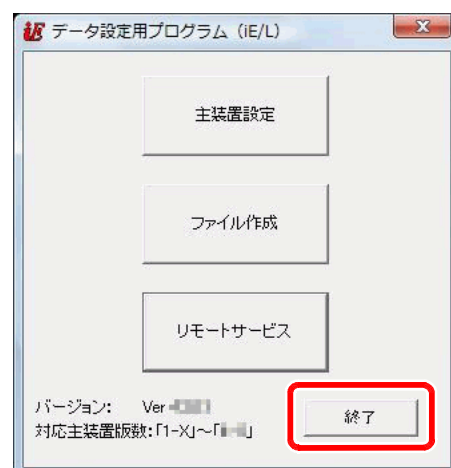 データ設定用プログラム（iE/L）
主装置設定
ファイル作成
リモートサービス
バージョン： Ver
対応主装置版数：「1-X」～「」
終了